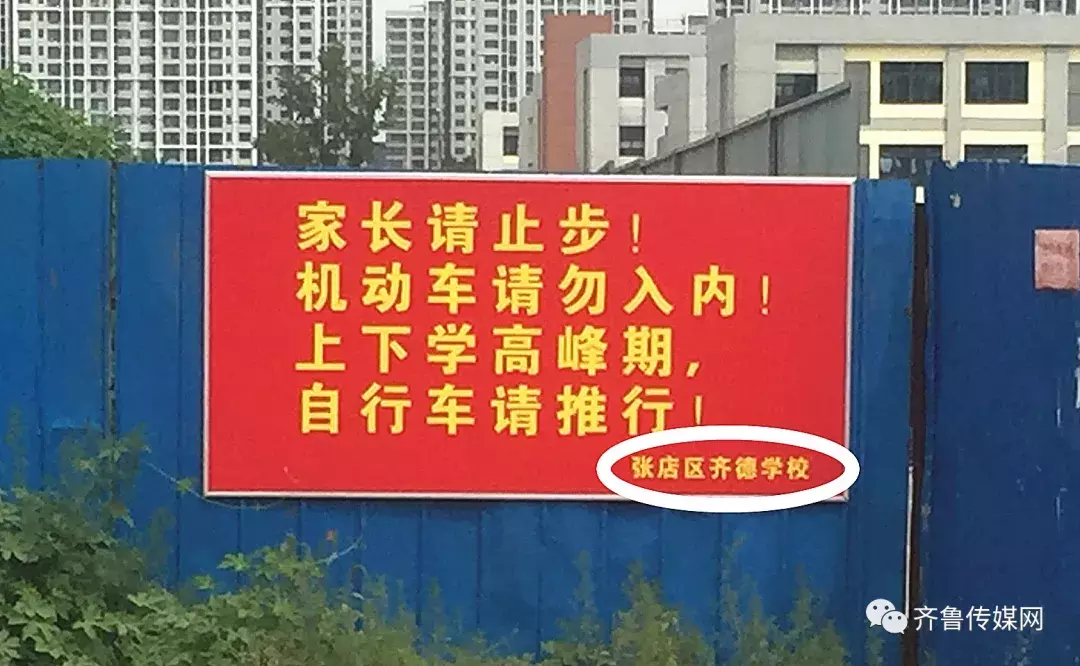 家长请止步!
机动车请勿入内!
上下学高峰期,
自行车请推行!
张店区齐德学校
齐鲁传媒网